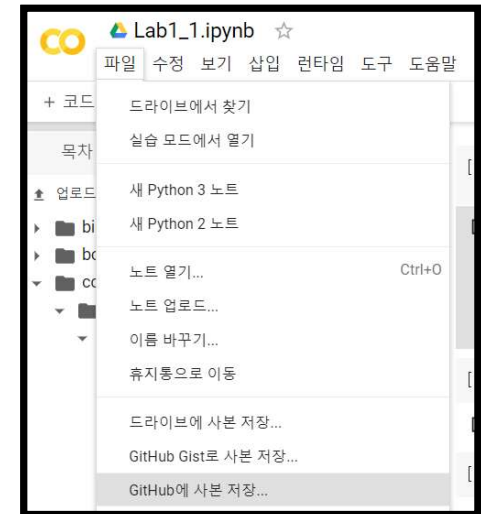 Lab1_1.ipynb
파일 수정 보기 삽입 런타임 도구 도움말
+ 코드
드라이브에서 찾기
실습 모드에서 열기
목차
새 Python 3 노트
업로드
새 Python 2 노트
bi
노트 열기... Ctrl+O
노트 업로드...
이름 바꾸기...
휴지통으로 이동
드라이브에 사본 저장...
GitHub Gist로 사본 저장...
GitHub에 사본 저장...